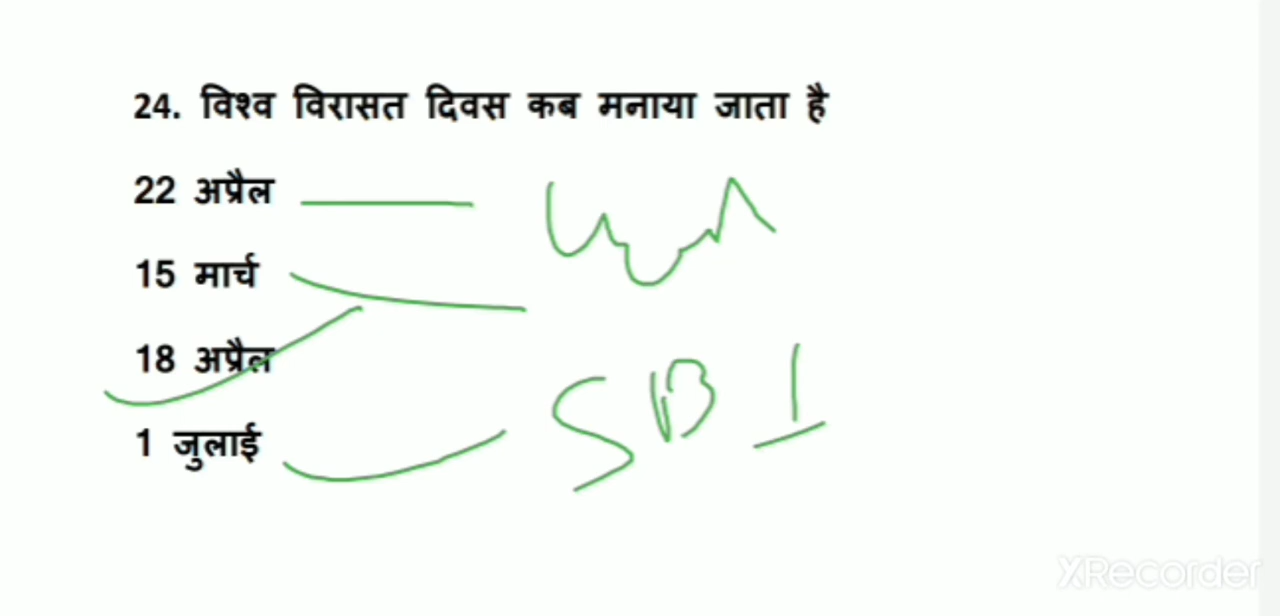 24. विश्व विरासत दिवस कब मनाया जाता है
22 अप्रैल
15 मार्च
18 अप्रैल
1 जुलाई
SBI
XRecorder